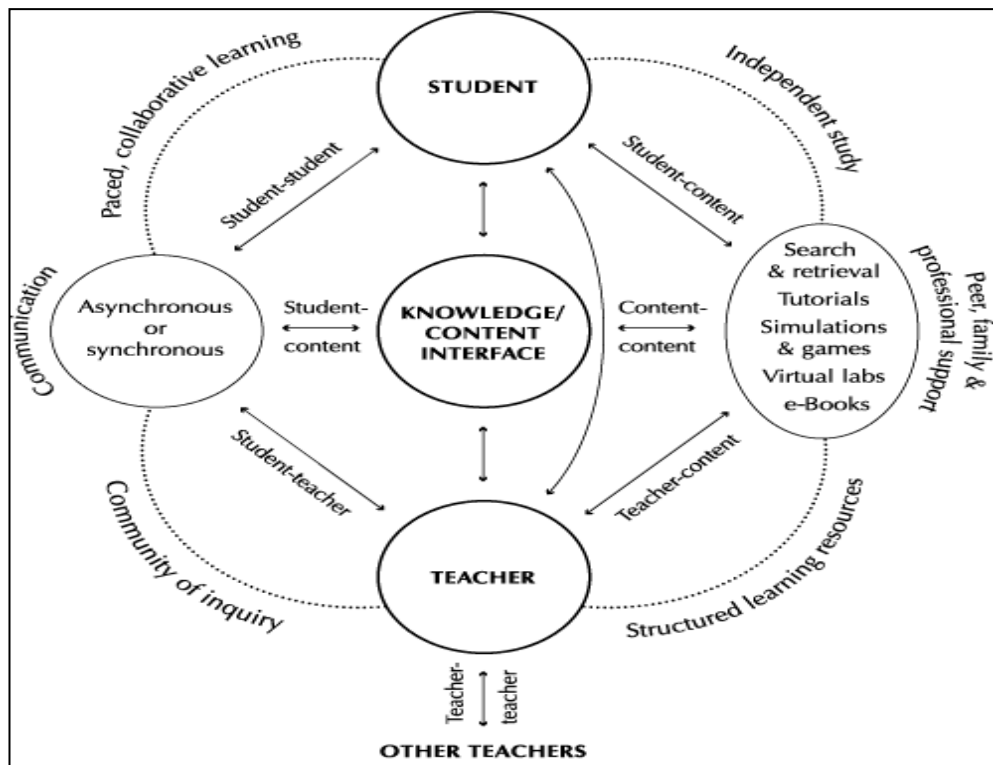 Paced, collaborative learning
STUDENT
Independent study
Student-student
Student-content
Communication
Asynchronous
or
synchronous
Student-
content
KNOWLEDGE/
CONTENT
INTERFACE
Content-
content
Search
& retrieval
Tutorials
Simulations
& games
Virtual labs
e-Books
Peer, family &
professional support
Student-teacher
Teacher-content
Community of inquiry
TEACHER
Structured learning resources
Teacher-
teacher
OTHER TEACHERS